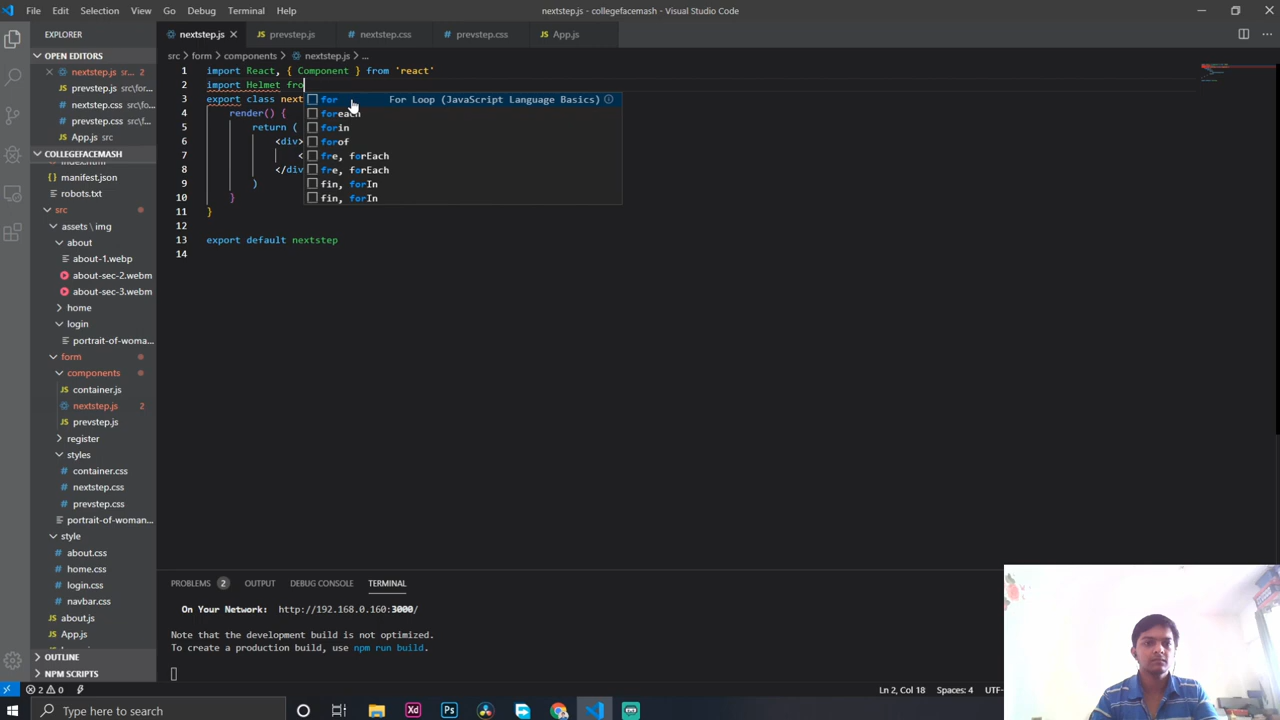 File Edit Selection View Go Debug Terminal Help
nextstep.js - collegefacemash - Visual Studio Code
EXPLORER
nextstep.js
prevstep.js
nextstep.css
prevstep.css
App.js
OPEN EDITORS
nextstep.js src... 2
prevstep.js src/for...
nextstep.css src/fo...
prevstep.css src/fo...
App.js src
COLLEGEFACEMASH
manifest.json
robots.txt
src
assets \ img
about
about-1.webp
about-sec-2.webm
about-sec-3.webm
home
login
portrait-of-woma...
form
components
container.js
nextstep.js 2
prevstep.js
register
styles
container.css
nextstep.css
prevstep.css
portrait-of-woman...
style
about.css
home.css
login.css
navbar.css
about.js
App.js
OUTLINE
NPM SCRIPTS
src > form > components > nextstep.js > ...
1 import React, { Component } from 'react'
2 import Helmet fro
3 export class next
4 render() {
5 return (
6 <div>
7 <
8 </div
9 )
10 }
11 }
12
13 export default nextstep
14
for For Loop (JavaScript Language Basics)
foreach
forin
forof
fre, forEach
fre, forEach
fin, forIn
fin, forIn
PROBLEMS 2 OUTPUT DEBUG CONSOLE TERMINAL
On Your Network: http://192.168.0.160:3000/
Note that the development build is not optimized.
To create a production build, use npm run build.
2 0
Ln 2, Col 18 Spaces: 4 UTF-
Type here to search
Xd
Ps